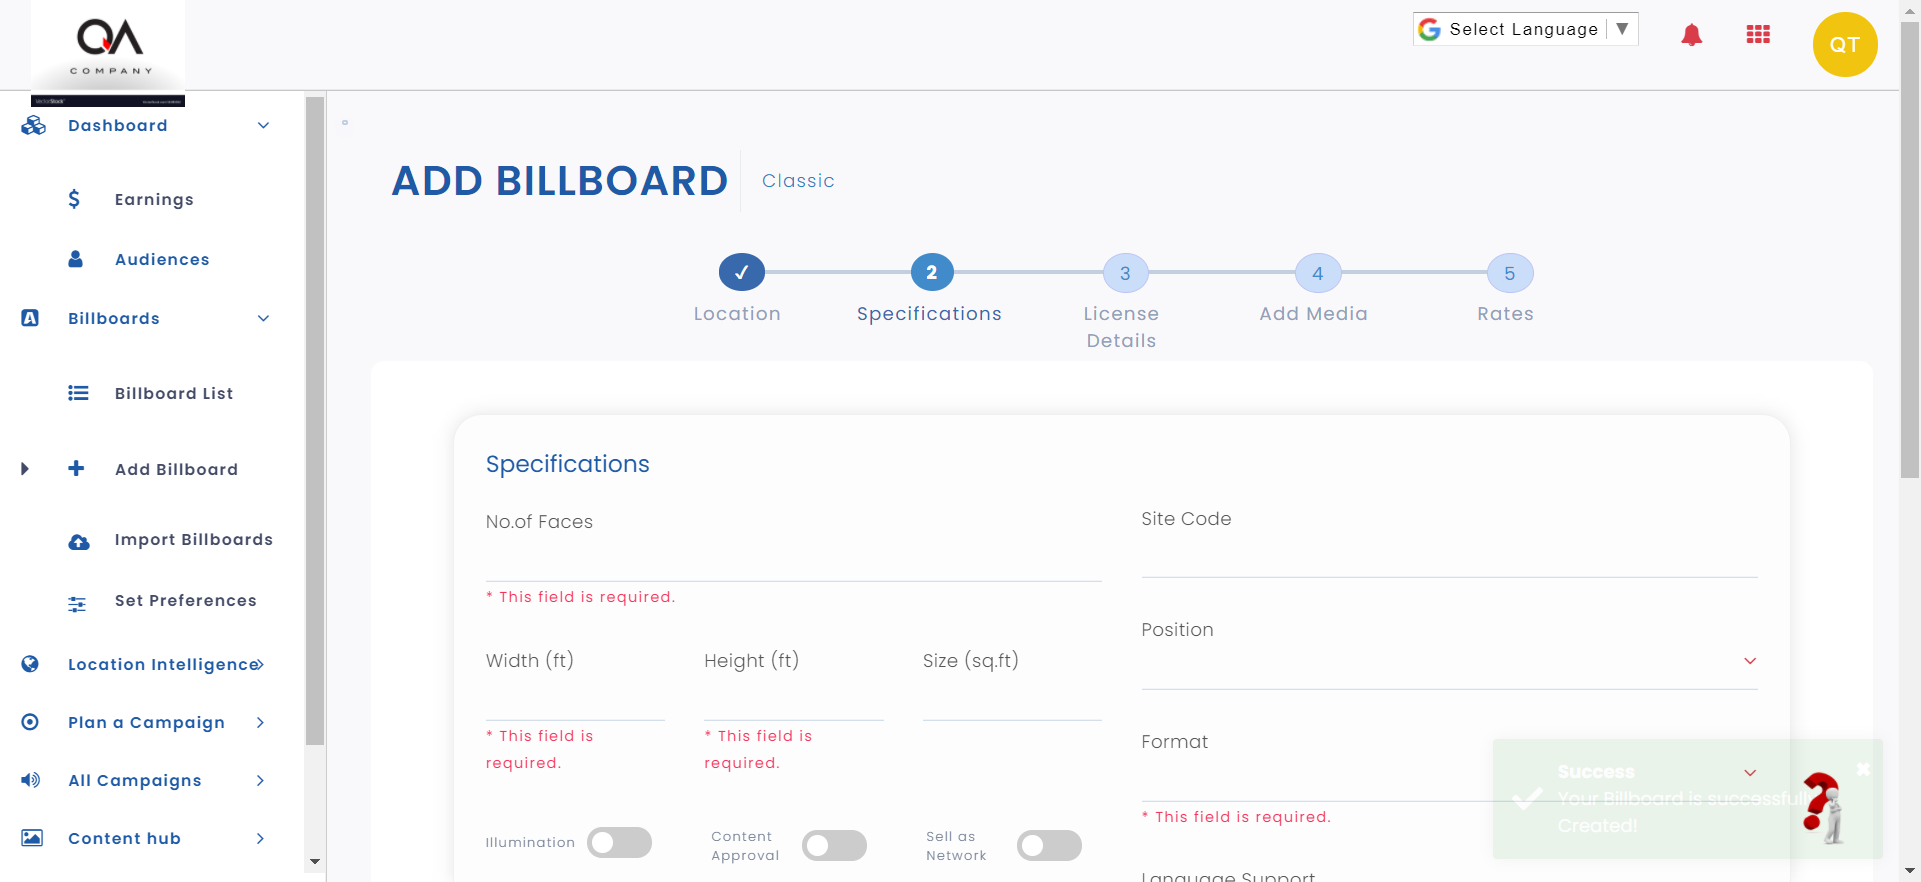 QA
COMPANY
Select Language ▼
QT
Dashboard
Earnings
Audiences
Billboards
Billboard List
Add Billboard
Import Billboards
Set Preferences
Location Intelligence
Plan a Campaign
All Campaigns
Content hub
ADD BILLBOARD
Classic
2
3
4
5
Location
Specifications
License
Details
Add Media
Rates
Specifications
No.of Faces
* This field is required.
Site Code
Position
Width (ft)
* This field is
required.
Height (ft)
* This field is
required.
Size (sq.ft)
Format
* This field is required.
Illumination
Content
Approval
Sell as
Network
Language Support
Success
Your Billboard is successfull
Created!